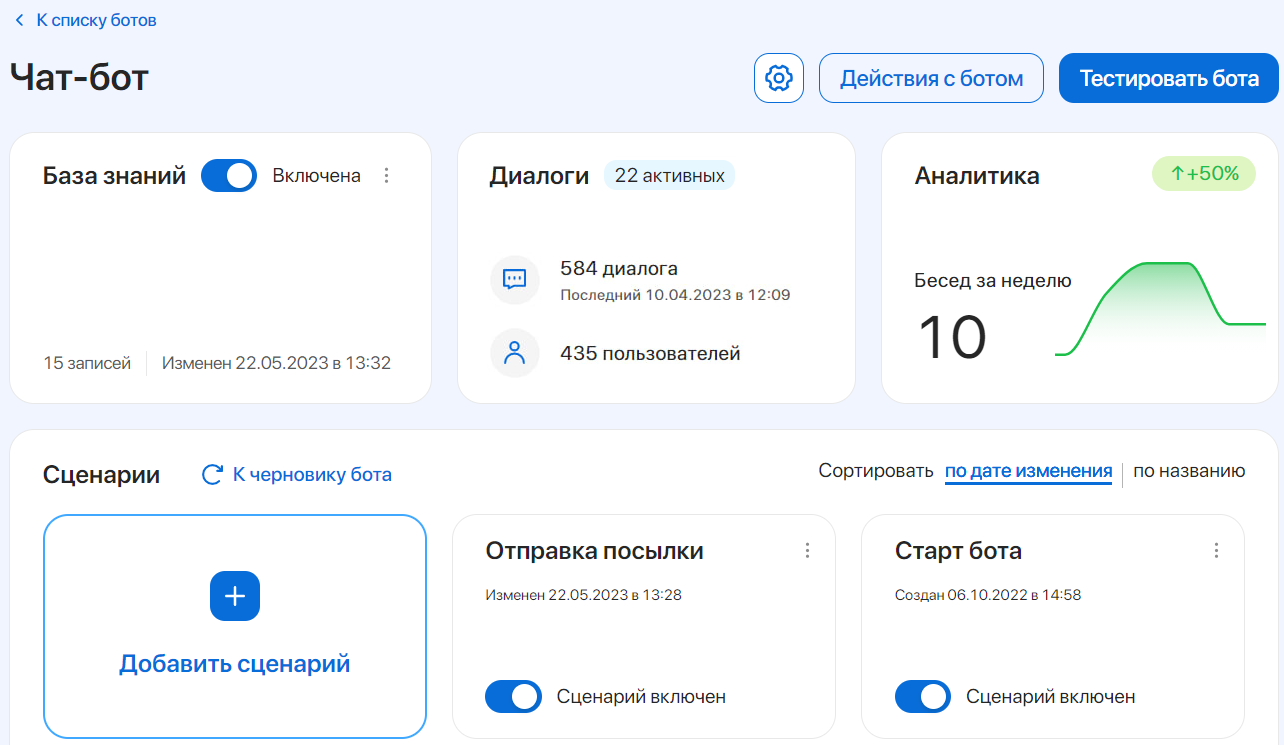 К списку ботов
Чат-бот
Действия с ботом
Тестировать бота
База знаний
Включена
15 записей
Изменен 22.05.2023 в 13:32
Диалоги
22 активных
584 диалога
Последний 10.04.2023 в 12:09
435 пользователей
Аналитика
↑+50%
Бесед за неделю
10
Сценарии
К черновику бота
Сортировать по дате изменения по названию
Добавить сценарий
Отправка посылки
Изменен 22.05.2023 в 13:28
Сценарий включен
Старт бота
Создан 06.10.2022 в 14:58
Сценарий включен